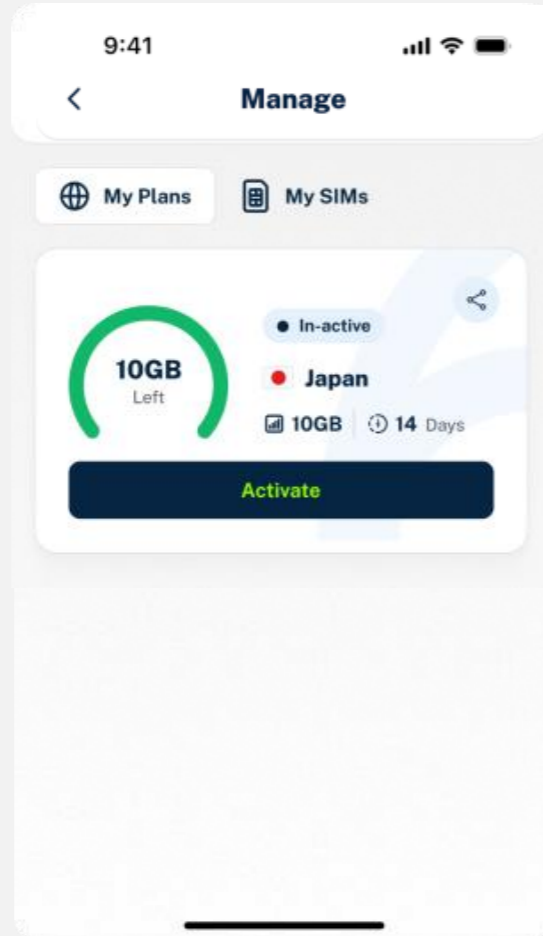 9:41
Manage
My Plans
My SIMs
In-active
10GB
Left
Japan
10GB
14 Days
Activate